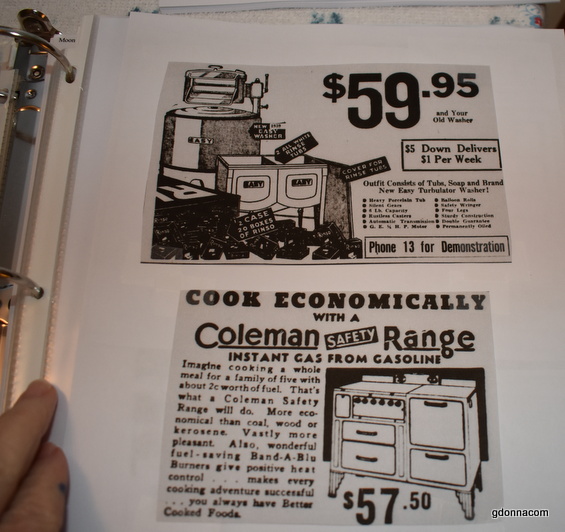 Moon
$59.95
and Your
Old Washer
NEW 1938
EASY
WASHER
2 ALL WHITE
RINSE
TUBS
COVER FOR
RINSE TUBS
EASY
EASY
EASY
1 CASE
20 BOXES
OF RINSO
$5 Down Delivers
$1 Per Week
Outfit Consists of Tubs, Soap and Brand
New Easy Turbulator Washer!
Heavy Porcelain Tub
Silent Gears
6 Lb. Capacity
Rustless Casters
Automatic Transmission
G. E. ¼ H. P. Motor
Balloon Rolls
Safety Wringer
Four Legs
Sturdy Construction
Double Guarantee
Permanently Oiled
Phone 13 for Demonstration
COOK ECONOMICALLY
WITH A
Coleman SAFETY Range
INSTANT GAS FROM GASOLINE
Imagine cooking a whole
meal for a family of five with
about 2c worth of fuel. That's
what a Coleman Safety
Range will do. More eco-
nomical than coal, wood or
kerosene. Vastly more
pleasant. Also, wonderful
fuel-saving Band-A-Blu
Burners give positive heat
control . . . makes every
cooking adventure successful
. . . you always have Better
Cooked Foods.
$57.50
gdonnacom